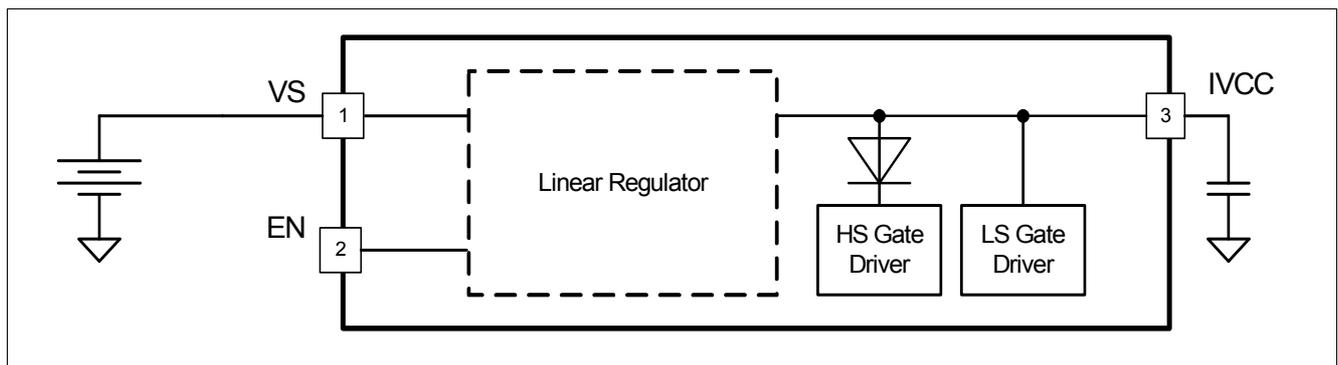 VS
1
EN
2
Linear Regulator
HS Gate
Driver
LS Gate
Driver
3
IVCC